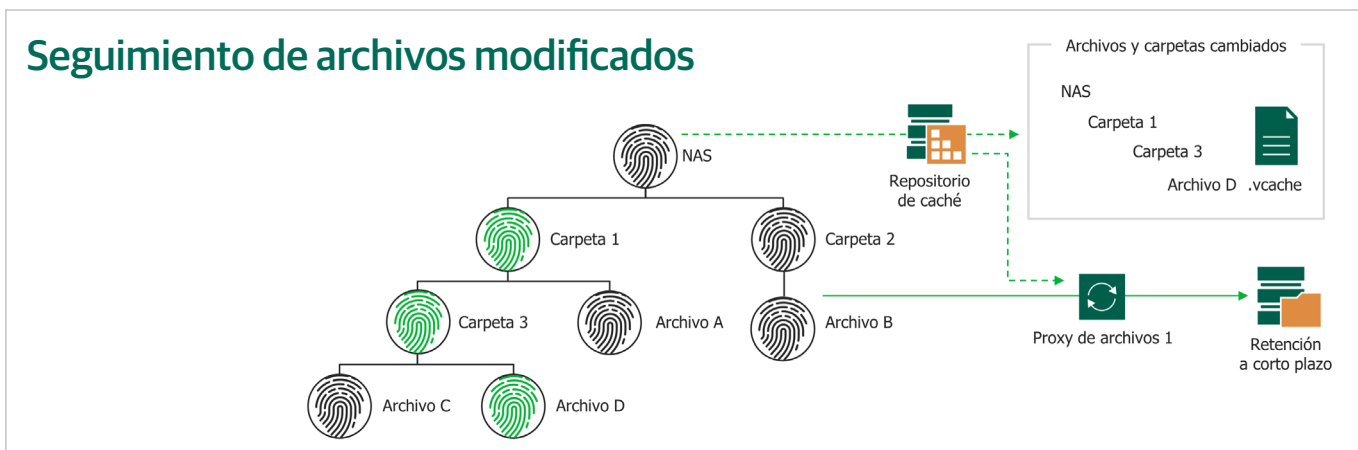 Seguimiento de archivos modificados
Archivos y carpetas cambiados
NAS
Carpeta 1
Carpeta 3
Archivo D .vcache
NAS
Repositorio
de caché
Carpeta 1
Carpeta 2
Carpeta 3
Archivo A
Archivo B
Proxy de archivos 1
Retención
a corto plazo
Archivo C
Archivo D